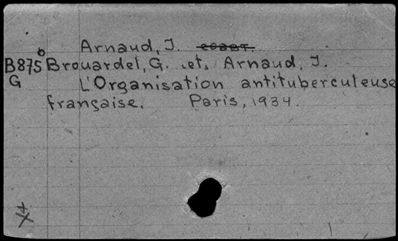 Arnaud, J.
B875 Brouardel, G. et. Arnaud, J.
G L'Organisation antituberculeuse
française. Paris, 1934.